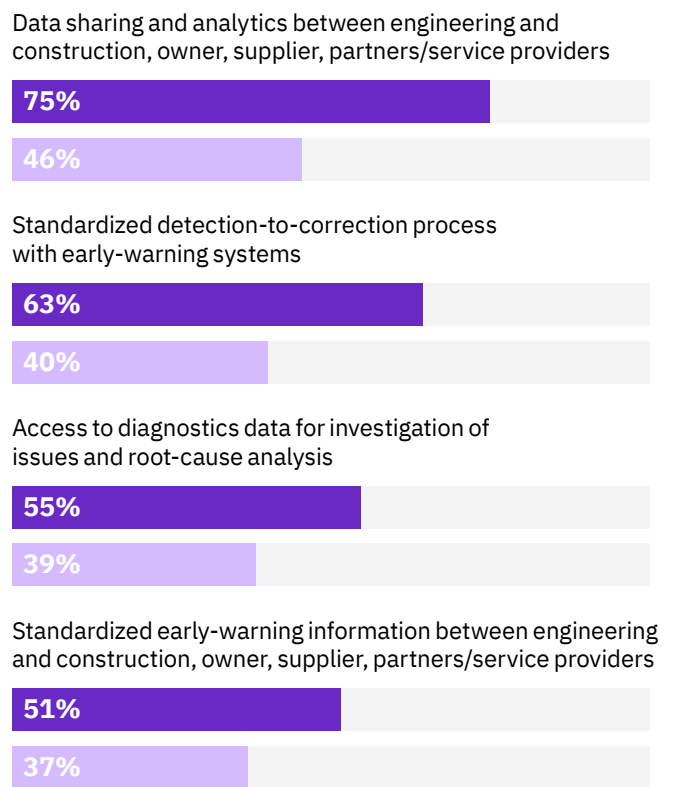 Data sharing and analytics between engineering and
construction, owner, supplier, partners/service providers
75%
46%
Standardized detection-to-correction process
with early-warning systems
63%
40%
Access to diagnostics data for investigation of
issues and root-cause analysis
55%
39%
Standardized early-warning information between engineering
and construction, owner, supplier, partners/service providers
51%
37%